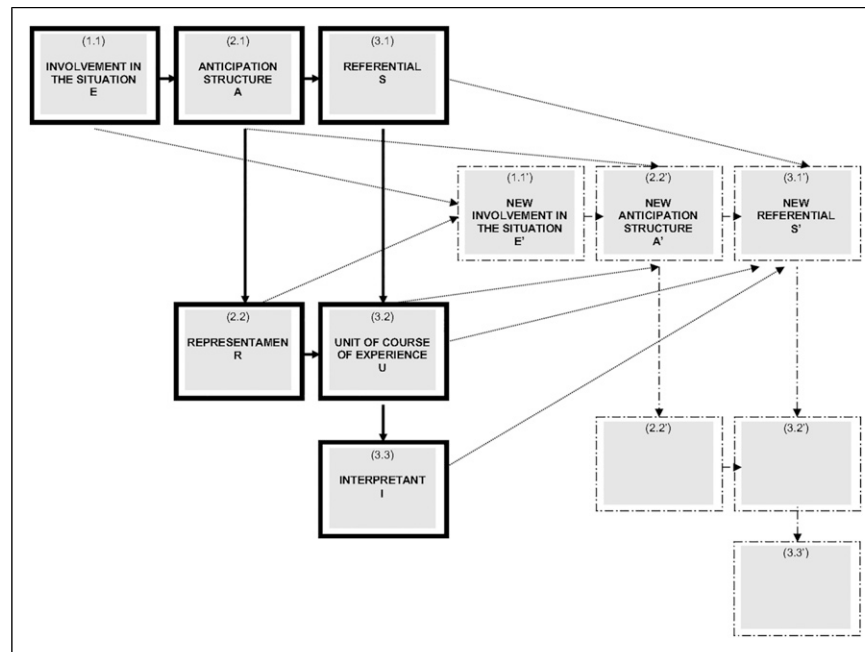 (1.1)
INVOLVEMENT IN
THE SITUATION
E
(2.1)
ANTICIPATION
STRUCTURE
A
(3.1)
REFERENTIAL
S
(1.1')
NEW
INVOLVEMENT IN
THE SITUATION
E'
(2.2')
NEW
ANTICIPATION
STRUCTURE
A'
(3.1')
NEW
REFERENTIAL
S'
(2.2)
REPRESENTAMEN
R
(3.2)
UNIT OF COURSE
OF EXPERIENCE
U
(2.2')
(3.2')
(3.3)
INTERPRETANT
I
(3.3')